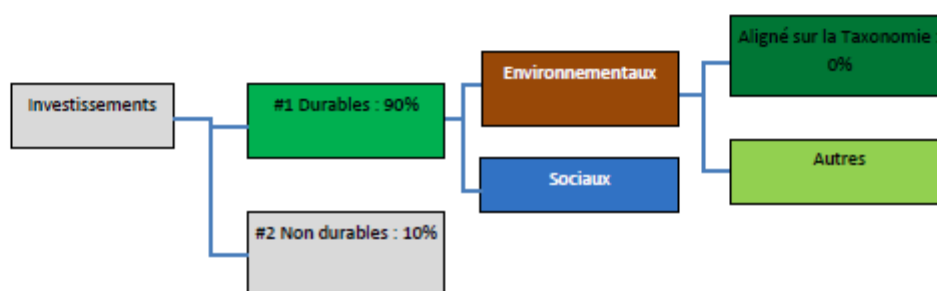 Investissements
#1 Durables : 90%
#2 Non durables : 10%
Environnementaux
Sociaux
Aligné sur la Taxonomie
0%
Autres